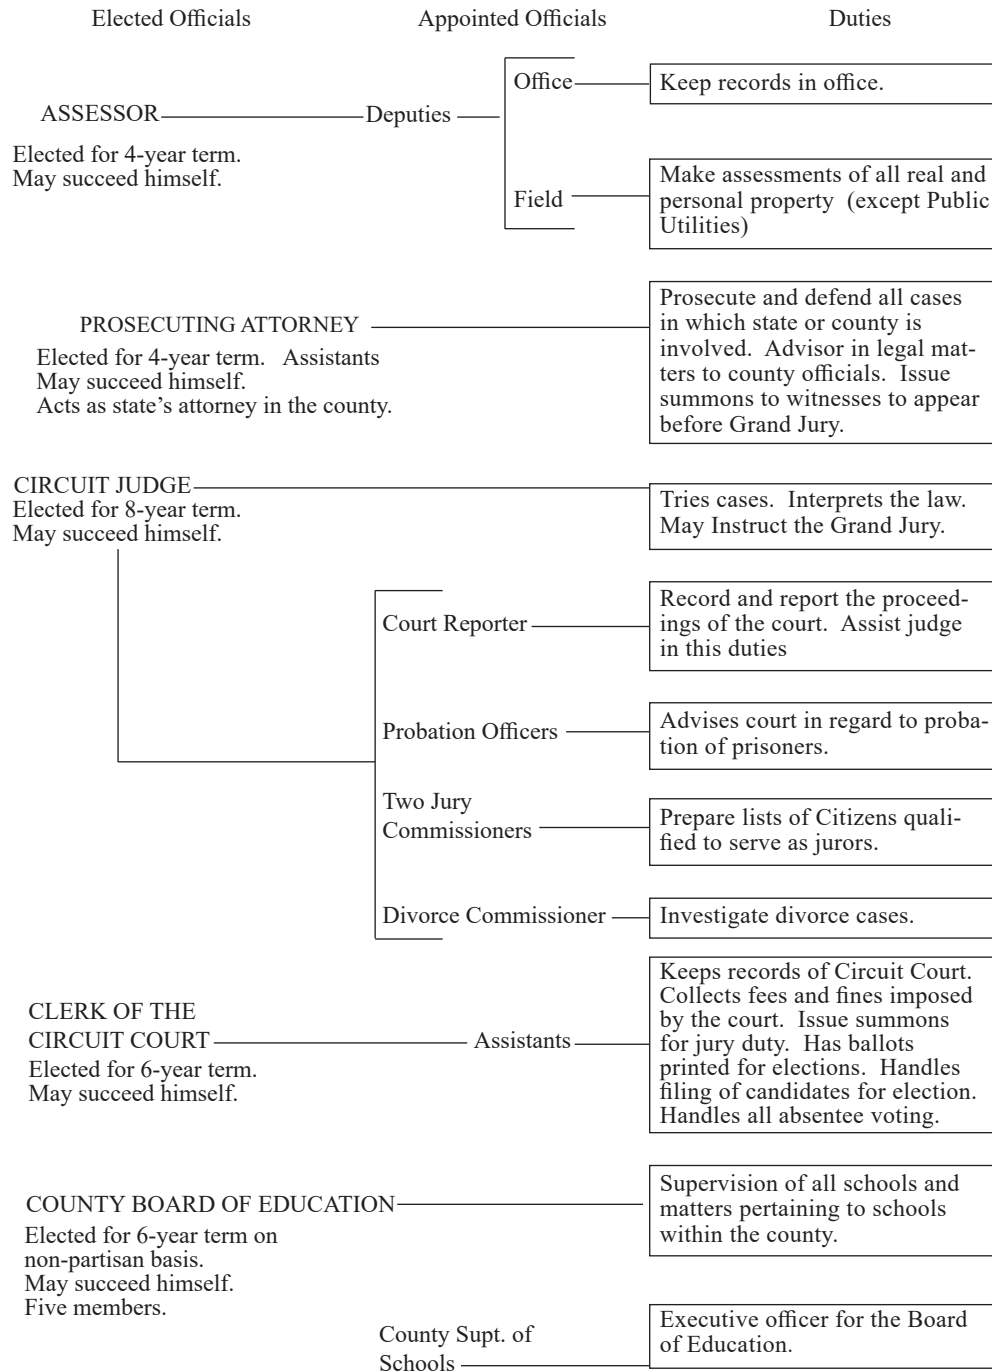 Elected Officials
Appointed Officials
Duties
ASSESSOR
Elected for 4-year term.
May succeed himself.
Deputies
Office
Keep records in office.
Field
Make assessments of all real and
personal property (except Public
Utilities)
PROSECUTING ATTORNEY
Elected for 4-year term. Assistants
May succeed himself.
Acts as state's attorney in the county.
Prosecute and defend all cases
in which state or county is
involved. Advisor in legal mat-
ters to county officials. Issue
summons to witnesses to appear
before Grand Jury.
CIRCUIT JUDGE
Elected for 8-year term.
May succeed himself.
Tries cases. Interprets the law.
May Instruct the Grand Jury.
Court Reporter
Record and report the proceed-
ings of the court. Assist judge
in this duties
Probation Officers
Advises court in regard to proba-
tion of prisoners.
Two Jury
Commissioners
Prepare lists of Citizens quali-
fied to serve as jurors.
Divorce Commissioner
Investigate divorce cases.
CLERK OF THE
CIRCUIT COURT
Elected for 6-year term.
May succeed himself.
Assistants
Keeps records of Circuit Court.
Collects fees and fines imposed
by the court. Issue summons
for jury duty. Has ballots
printed for elections. Handles
filing of candidates for election.
Handles all absentee voting.
COUNTY BOARD OF EDUCATION
Elected for 6-year term on
non-partisan basis.
May succeed himself.
Five members.
Supervision of all schools and
matters pertaining to schools
within the county.
County Supt. of
Schools
Executive officer for the Board
of Education.